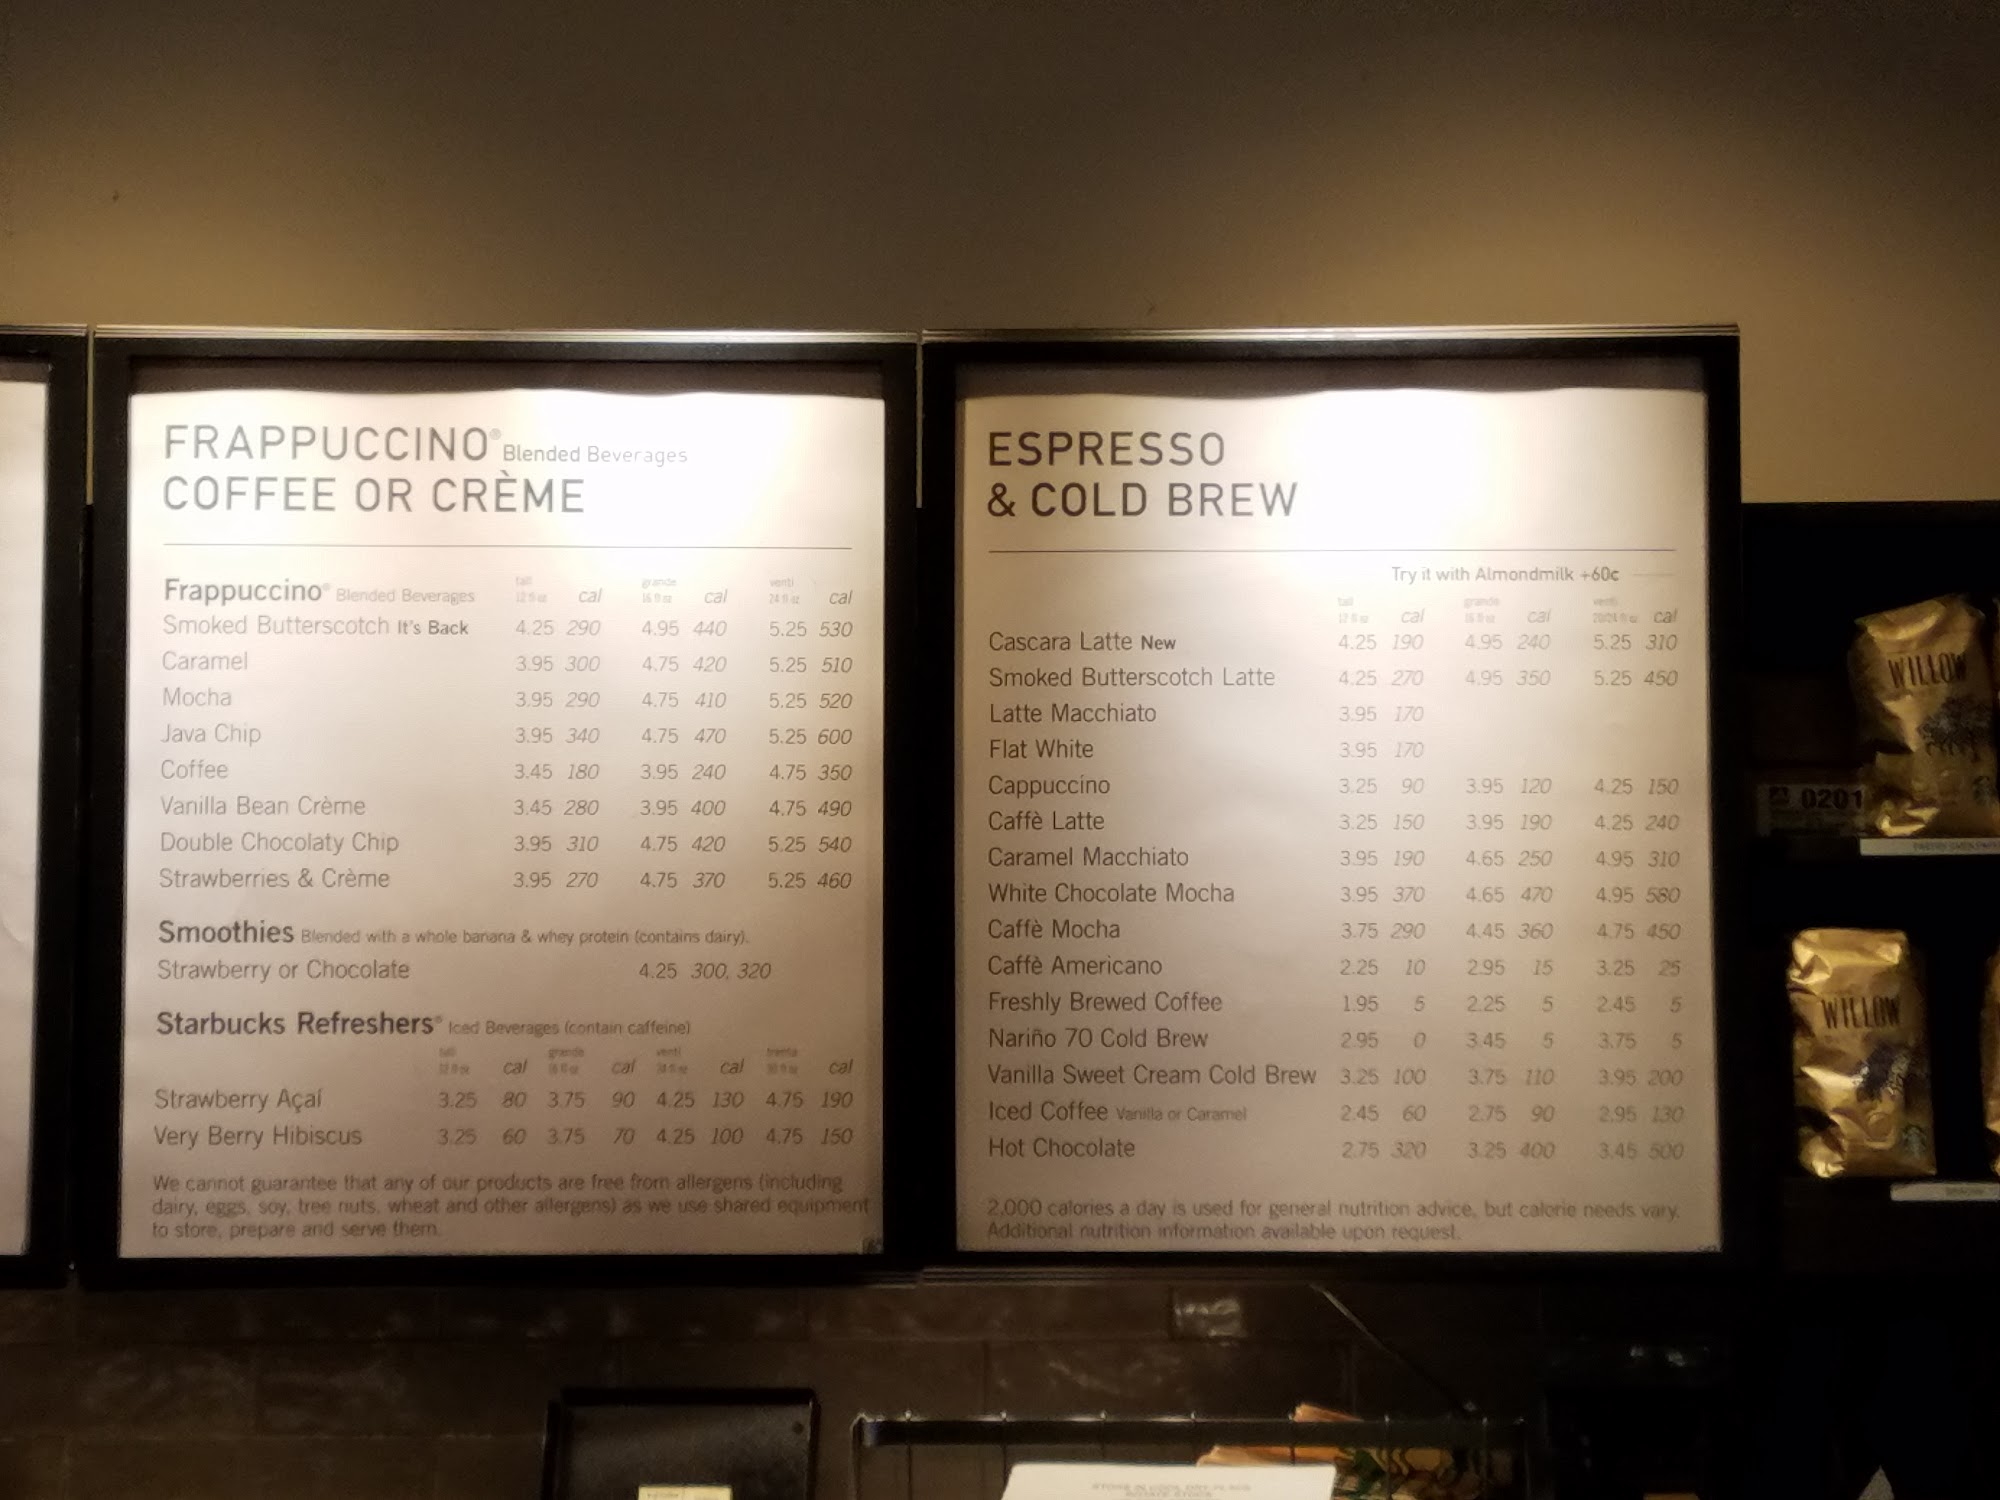 FRAPPUCCINO® Blended Beverages
COFFEE OR CRÈME
Frappuccino® Blended Beverages tall 12 fl oz cal grande 16 fl oz cal venti 24 fl oz cal
Smoked Butterscotch It's Back 4.25 290 4.95 440 5.25 530
Caramel 3.95 300 4.75 420 5.25 510
Mocha 3.95 290 4.75 410 5.25 520
Java Chip 3.95 340 4.75 470 5.25 600
Coffee 3.45 180 3.95 240 4.75 350
Vanilla Bean Crème 3.45 280 3.95 400 4.75 490
Double Chocolaty Chip 3.95 310 4.75 420 5.25 540
Strawberries & Crème 3.95 270 4.75 370 5.25 460
Smoothies Blended with a whole banana & whey protein (contains dairy).
Strawberry or Chocolate 4.25 300, 320
Starbucks Refreshers® Iced Beverages (contain caffeine)
tall cal grande cal venti cal trenta cal
Strawberry Açaí 3.25 80 3.75 90 4.25 130 4.75 190
Very Berry Hibiscus 3.25 60 3.75 70 4.25 100 4.75 150
We cannot guarantee that any of our products are free from allergens (including
dairy, eggs, soy, tree nuts, wheat and other allergens) as we use shared equipment
to store, prepare and serve them.
ESPRESSO
& COLD BREW
Try it with Almondmilk +60c
tall 12 fl oz cal grande 16 fl oz cal venti 20/24 fl oz cal
Cascara Latte New 4.25 190 4.95 240 5.25 310
Smoked Butterscotch Latte 4.25 270 4.95 350 5.25 450
Latte Macchiato 3.95 170
Flat White 3.95 170
Cappuccino 3.25 90 3.95 120 4.25 150
Caffè Latte 3.25 150 3.95 190 4.25 240
Caramel Macchiato 3.95 190 4.65 250 4.95 310
White Chocolate Mocha 3.95 370 4.65 470 4.95 580
Caffè Mocha 3.75 290 4.45 360 4.75 450
Caffè Americano 2.25 10 2.95 15 3.25 25
Freshly Brewed Coffee 1.95 5 2.25 5 2.45 5
Nariño 70 Cold Brew 2.95 0 3.45 5 3.75 5
Vanilla Sweet Cream Cold Brew 3.25 100 3.75 110 3.95 200
Iced Coffee Vanilla or Caramel 2.45 60 2.75 90 2.95 130
Hot Chocolate 2.75 320 3.25 400 3.45 500
2,000 calories a day is used for general nutrition advice, but calorie needs vary.
Additional nutrition information available upon request.
WILLOW
0201
WILLOW